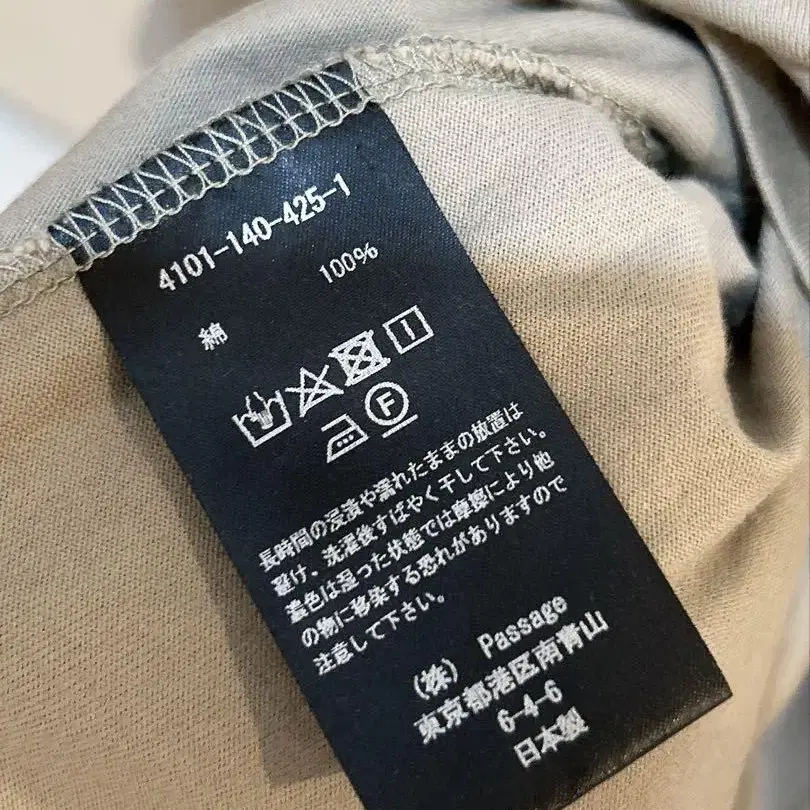 4101-140-425-1
綿 100%
F
長時間の浸漬や濡れたままの放置は
避け、洗濯後すばやく干して下さい。
濃色は湿った状態では摩擦により他
の物に移染する恐れがありますので
注意して下さい。
(株) Passage
東京都港区南青山
6-4-6
日本製